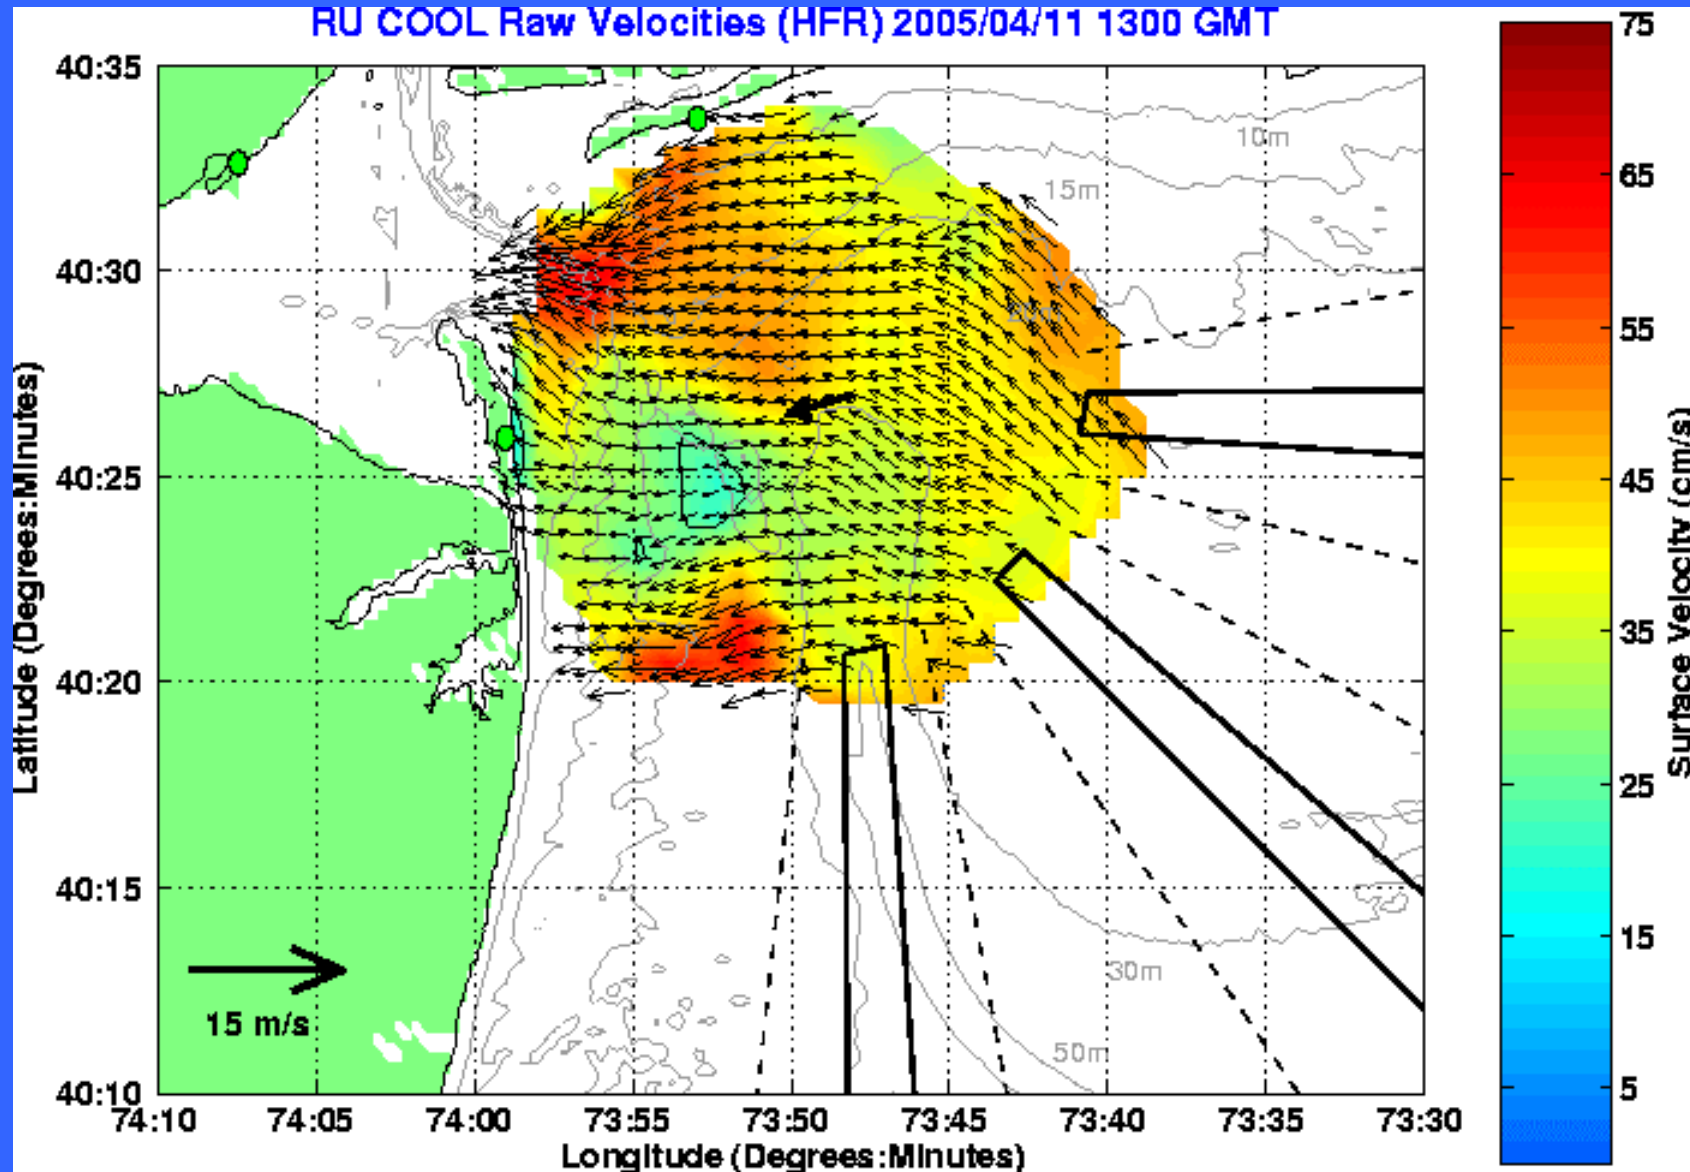 RU COOL Raw Velocities (HFR) 2005/04/11 1300 GMT
40:35
40:30
40:25
40:20
40:15
40:10
Latitude (Degrees:Minutes)
10m
15m
20m
30m
50m
15 m/s
74:10 74:05 74:00 73:55 73:50 73:45 73:40 73:35 73:30
Longitude (Degrees:Minutes)
75
65
55
45
35
25
15
5
Surface Velocity (cm/s)